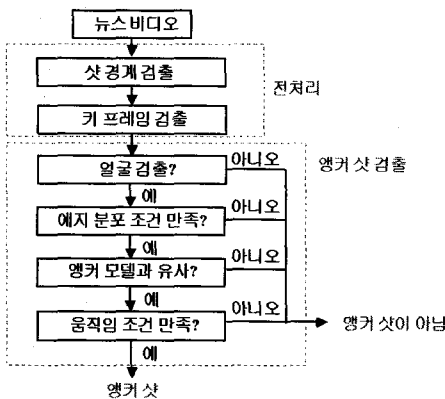 뉴스 비디오
샷 경계 검출
전처리
키 프레임 검출
앵커 샷 검출
얼굴 검출?
아니오
예
에지 분포 조건 만족?
아니오
예
앵커 모델과 유사?
아니오
예
움직임 조건 만족?
아니오
앵커 샷이 아님
예
앵커 샷